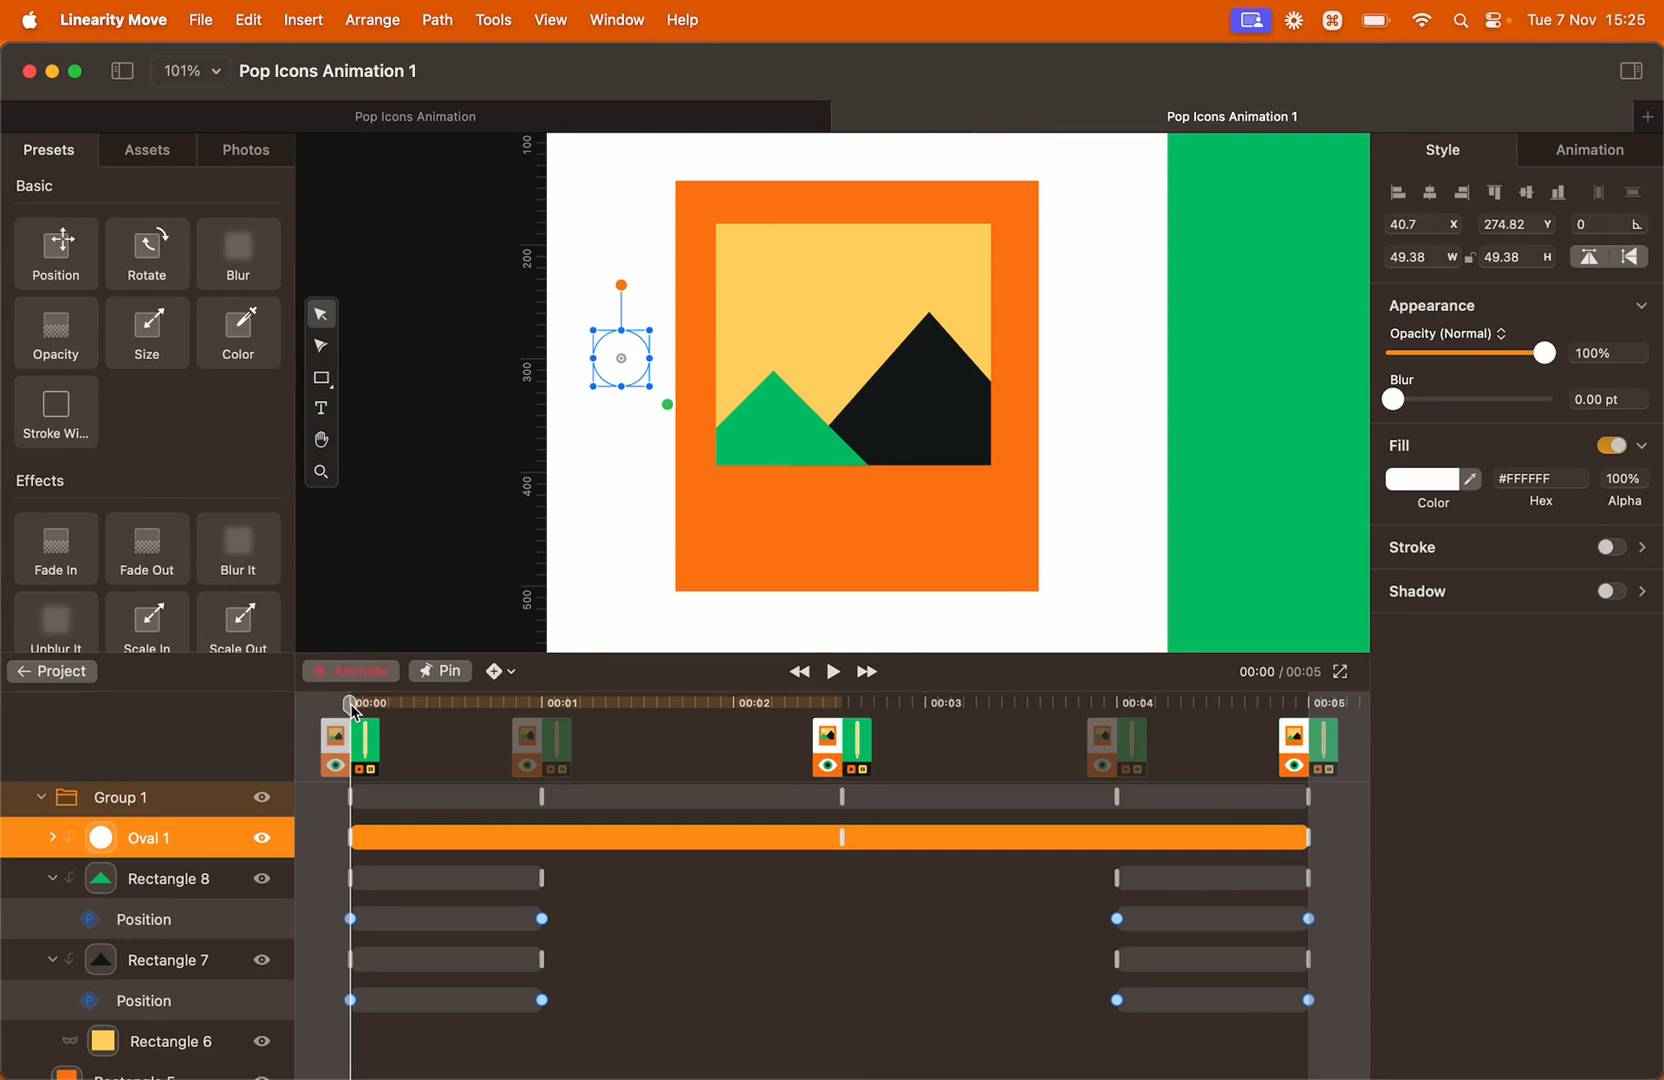 Linearity Move File Edit Insert Arrange Path Tools View Window Help Tue 7 Nov 15:25
101% Pop Icons Animation 1
Pop Icons Animation Pop Icons Animation 1
Presets Assets Photos
Basic
Position Rotate Blur
Opacity Size Color
Stroke Wi...
Effects
Fade In Fade Out Blur It
Unblur It Scale In Scale Out
100
200
300
400
500
T
Style Animation
40.7 X 274.82 Y 0
49.38 W 49.38 H
Appearance
Opacity (Normal)
100%
Blur
0.00 pt
Fill
#FFFFFF 100%
Color Hex Alpha
Stroke
Shadow
Project Animate Pin 00:00 / 00:05
00:00 00:01 00:02 00:03 00:04 00:05
Group 1
Oval 1
Rectangle 8
P Position
Rectangle 7
P Position
Rectangle 6
Rectangle 5